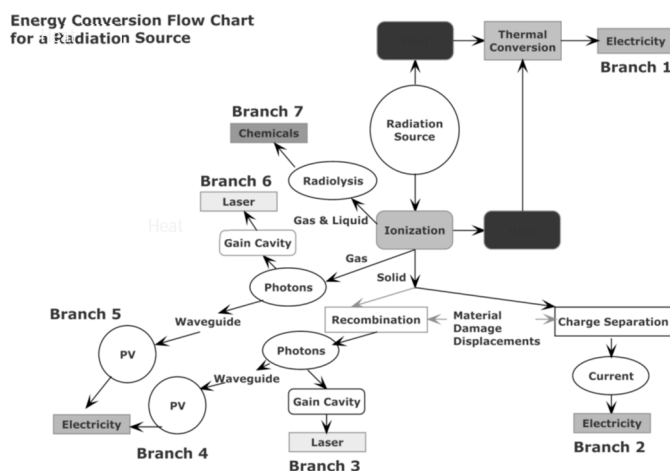 Energy Conversion Flow Chart
for a Radiation Source
Thermal
Conversion
Electricity
Branch 1
Radiation
Source
Branch 7
Chemicals
Radiolysis
Branch 6
Laser
Gas & Liquid
Ionization
Heat
Gain Cavity
Gas
Solid
Photons
Branch 5
Waveguide
Recombination
Material
Damage
Displacements
Charge Separation
PV
Photons
Waveguide
Current
PV
Gain Cavity
Electricity
Electricity
Branch 4
Laser
Branch 2
Branch 3